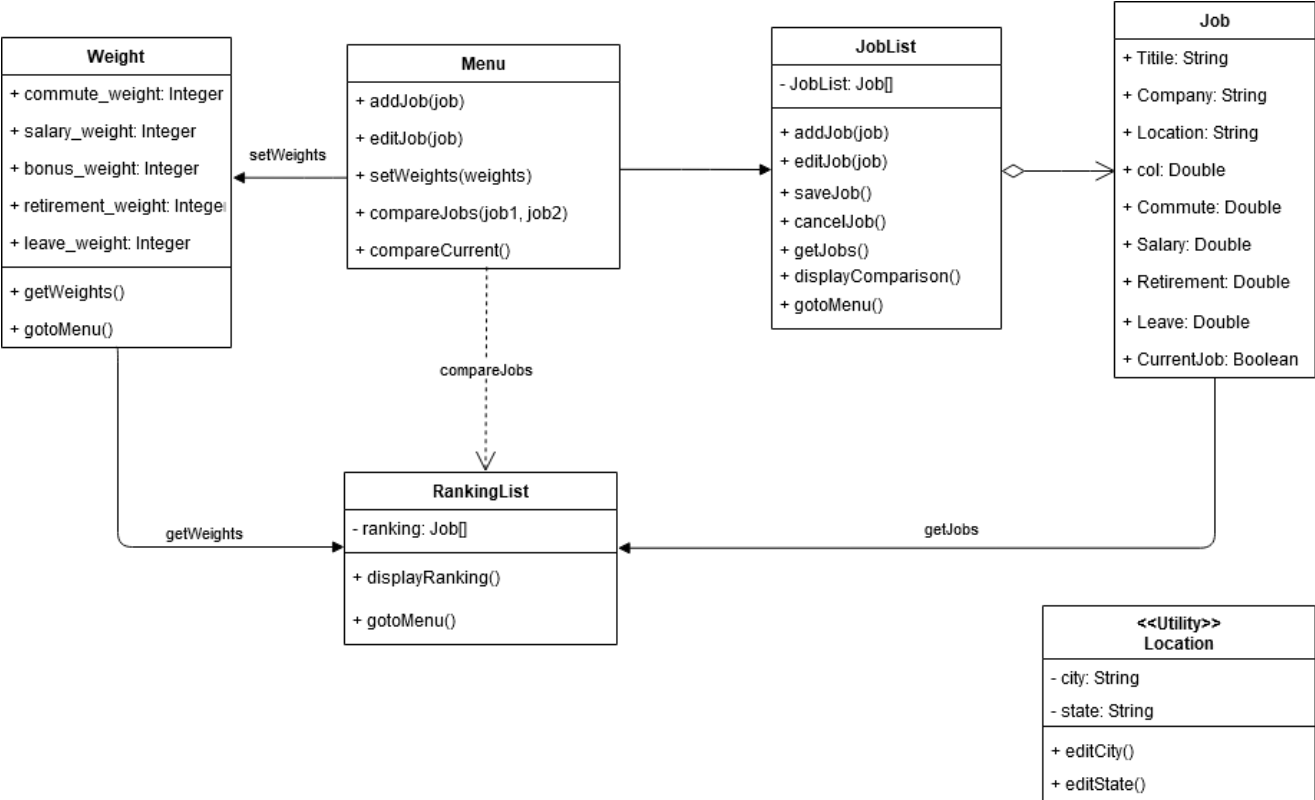 Weight
+ commute_weight: Integer
+ salary_weight: Integer
+ bonus_weight: Integer
+ retirement_weight: Intege
+ leave_weight: Integer
+ getWeights()
+ gotoMenu()
setWeights
Menu
+ addJob(job)
+ editJob(job)
+ setWeights(weights)
+ compareJobs(job1, job2)
+ compareCurrent()
JobList
- JobList: Job[]
+ addJob(job)
+ editJob(job)
+ saveJob()
+ cancelJob()
+ getJobs()
+ displayComparison()
+ gotoMenu()
Job
+ Titile: String
+ Company: String
+ Location: String
+ col: Double
+ Commute: Double
+ Salary: Double
+ Retirement: Double
+ Leave: Double
+ CurrentJob: Boolean
compareJobs
getWeights
RankingList
- ranking: Job[]
+ displayRanking()
+ gotoMenu()
getJobs
<<Utility>>
Location
- city: String
- state: String
+ editCity()
+ editState()